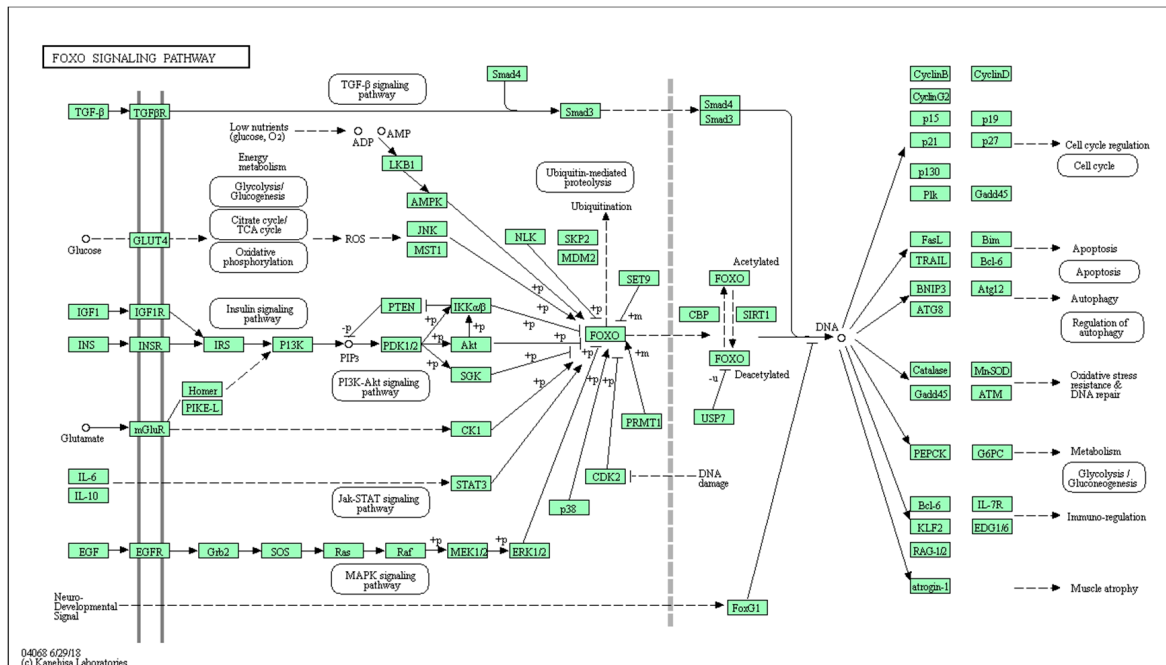 FOXO SIGNALING PATHWAY
TGF-β signaling
pathway
Smad4
TGF-β
TGFβR
Smad3
Smad4
Smad3
Low nutrients
(glucose, O2)
ADP
AMP
LKB1
Energy
metabolism
Glycolysis/
Glucogenesis
Citrate cycle/
TCA cycle
Oxidative
phosphorylation
AMPK
Ubiquitin-mediated
proteolysis
Ubiquitination
Glucose
GLUT4
ROS
JNK
MST1
NLK
SKP2
MDM2
SET9
Acetylated
FOXO
CBP
SIRT1
FOXO
Deacetylated
-u
USP7
IGF1
IGF1R
Insulin signaling
pathway
PTEN
IKKα/β
INS
INSR
IRS
P13K
-p
PIP3
PDK1/2
Akt
SGK
+p
+p
+p
+p
+p
+p
+p
+p
+p
+p
+p
+p
+p
+m
+m
FOXO
PI3K-Akt signaling
pathway
Homer
PIKE-L
Glutamate
mGluR
CK1
PRMT1
IL-6
IL-10
STAT3
Jak-STAT signaling
pathway
CDK2
DNA
damage
p38
EGF
EGFR
Grb2
SOS
Ras
Raf
+p
MEK1/2
+p
ERK1/2
MAPK signaling
pathway
Neuro-
Developmental
Signal
FoxG1
DNA
CyclinB
CyclinD
CyclinG2
p15
p19
p21
p27
p130
Plk
Gadd45
Cell cycle regulation
Cell cycle
FasL
Bim
TRAIL
Bcl-6
Apoptosis
Apoptosis
BNIP3
Atg12
ATG8
Autophagy
Regulation of
autophagy
Catalase
Mn-SOD
Gadd45
ATM
Oxidative stress
resistance &
DNA repair
PEPCK
G6PC
Metabolism
Glycolysis /
Gluconeogenesis
Bcl-6
IL-7R
KLF2
EDG1/6
RAG-1/2
Immuno-regulation
atrogin-1
Muscle atrophy
04068 6/29/18
(c) Kanehisa Laboratories